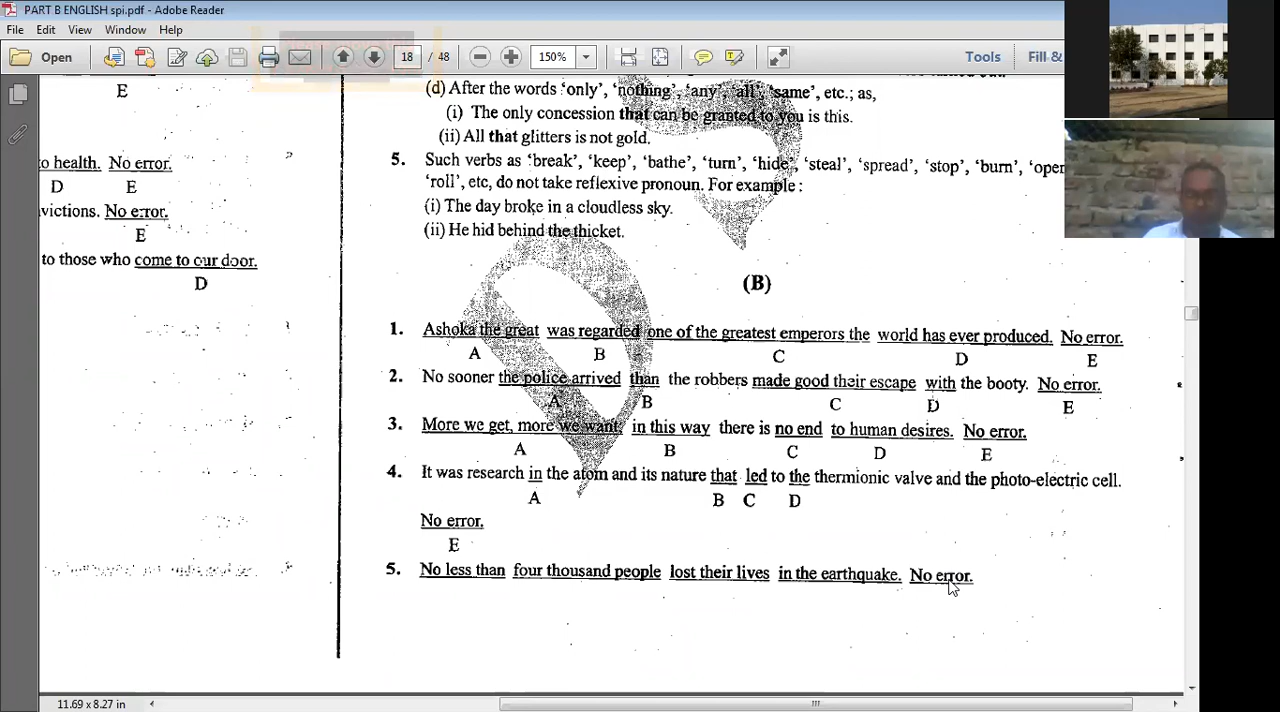 PART B ENGLISH spi.pdf - Adobe Reader
File Edit View Window Help
Open 18 / 48 150% Tools Fill &
E
o health. No error.
D E
victions. No error.
E
to those who come to our door.
D
(d) After the words ‘only’, ‘nothing’, ‘any’, ‘all’, ‘same’, etc.; as,
(i) The only concession that can be granted to you is this.
(ii) All that glitters is not gold.
5. Such verbs as ‘break’, ‘keep’, ‘bathe’, ‘turn’, ‘hide’, ‘steal’, ‘spread’, ‘stop’, ‘burn’, ‘open
‘roll’, etc, do not take reflexive pronoun. For example :
(i) The day broke in a cloudless sky.
(ii) He hid behind the thicket.
(B)
1. Ashoka the great was regarded one of the greatest emperors the world has ever produced. No error.
A B C D E
2. No sooner the police arrived than the robbers made good their escape with the booty. No error.
A B C D E
3. More we get, more we want, in this way there is no end to human desires. No error.
A B C D E
4. It was research in the atom and its nature that led to the thermionic valve and the photo-electric cell.
A B C D
No error.
E
5. No less than four thousand people lost their lives in the earthquake. No error.
11.69 x 8.27 in